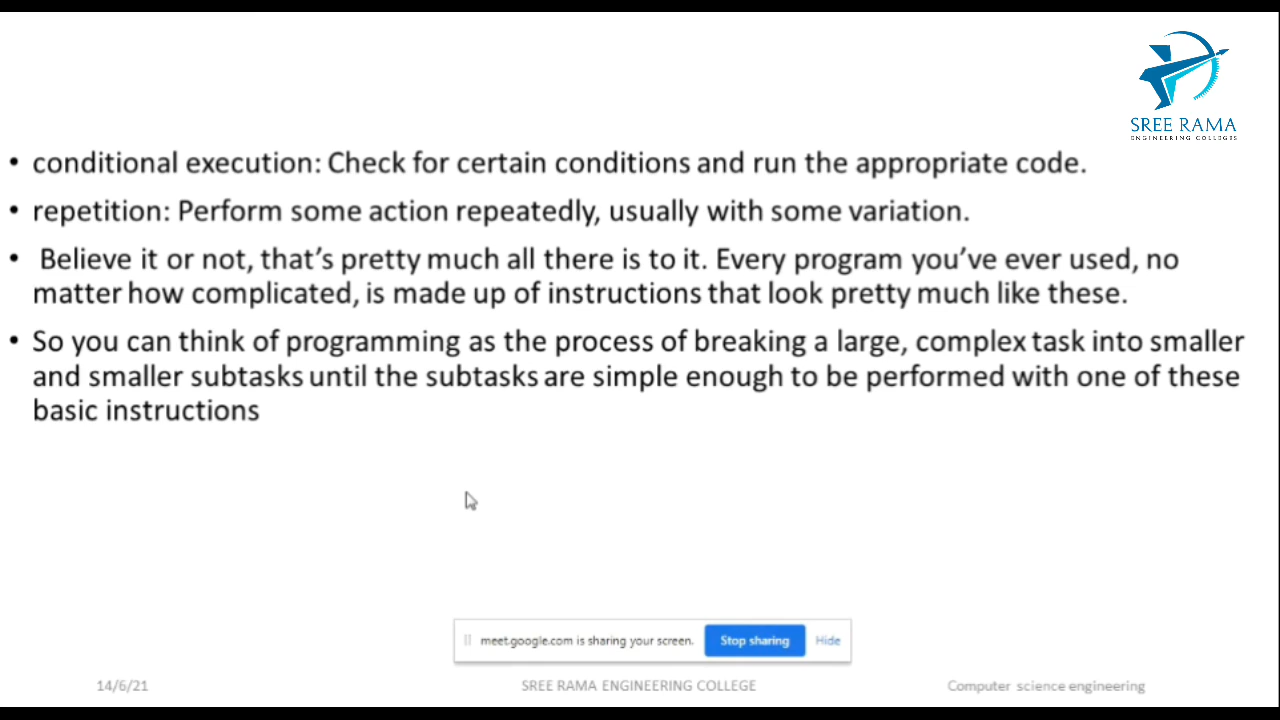 SREE RAMA
ENGINEERING COLLEGES
• conditional execution: Check for certain conditions and run the appropriate code.
• repetition: Perform some action repeatedly, usually with some variation.
• Believe it or not, that's pretty much all there is to it. Every program you've ever used, no
matter how complicated, is made up of instructions that look pretty much like these.
• So you can think of programming as the process of breaking a large, complex task into smaller
and smaller subtasks until the subtasks are simple enough to be performed with one of these
basic instructions
meet.google.com is sharing your screen. Stop sharing Hide
14/6/21 SREE RAMA ENGINEERING COLLEGE Computer science engineering